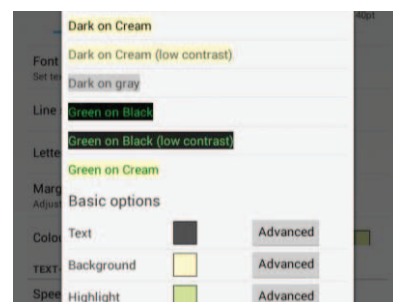 40pt
Dark on Cream
Dark on Cream (low contrast)
Font
Set te
Dark on gray
Line
Green on Black
Green on Black (low contrast)
Lette
Green on Cream
Marg
Adjust
Basic options
Colou
Text Advanced
TEXT-
Background Advanced
Spee
Highlight Advanced